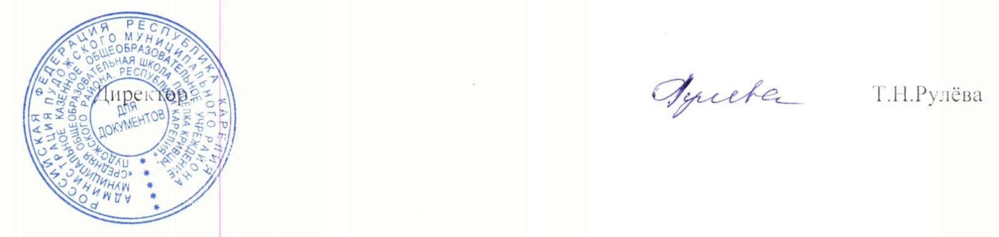 РОССИЙСКАЯ ФЕДЕРАЦИЯ РЕСПУБЛИКА КАРЕЛИЯ
АДМИНИСТРАЦИЯ ПУДОЖСКОГО МУНИЦИПАЛЬНОГО РАЙОНА
МУНИЦИПАЛЬНОЕ КАЗЕННОЕ ОБЩЕОБРАЗОВАТЕЛЬНОЕ УЧРЕЖДЕНИЕ
"СРЕДНЯЯ ОБЩЕОБРАЗОВАТЕЛЬНАЯ ШКОЛА ПОСЕЛКА КРИВЦЫ,
ПУДОЖСКОГО РАЙОНА, РЕСПУБЛИКИ КАРЕЛИЯ"
* * * * *
ДЛЯ
ДОКУМЕНТОВ
Директор:
Рулева
Т.Н.Рулёва